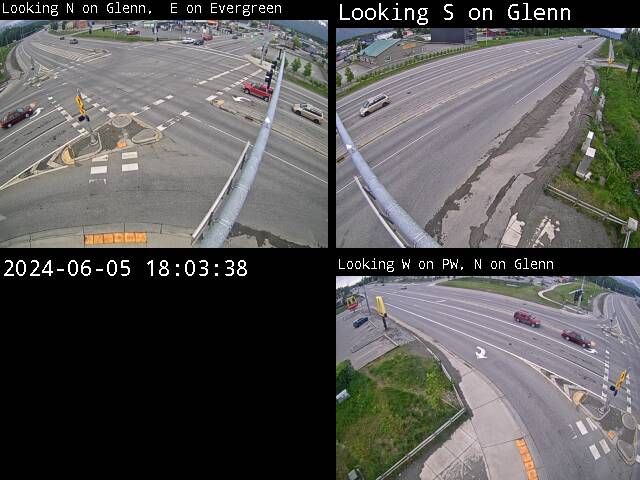 Looking N on Glenn,  E on Evergreen
Looking S on Glenn
2024-06-05 18:03:38
Looking W on PW, N on Glenn